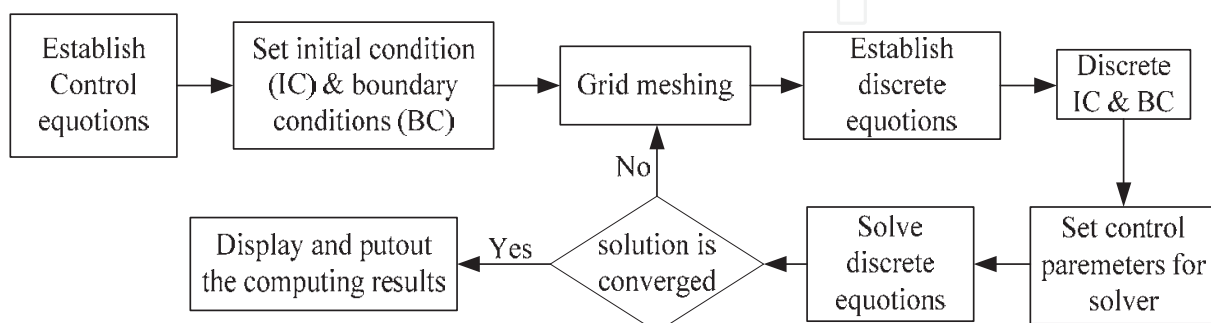 Establish
Control
equotions
Set initial condition
(IC) & boundary
conditions (BC)
Grid meshing
Establish
discrete
equotions
Discrete
IC & BC
Set control
paremeters for
solver
Solve
discrete
equotions
solution is
converged
No
Yes
Display and putout
the computing results